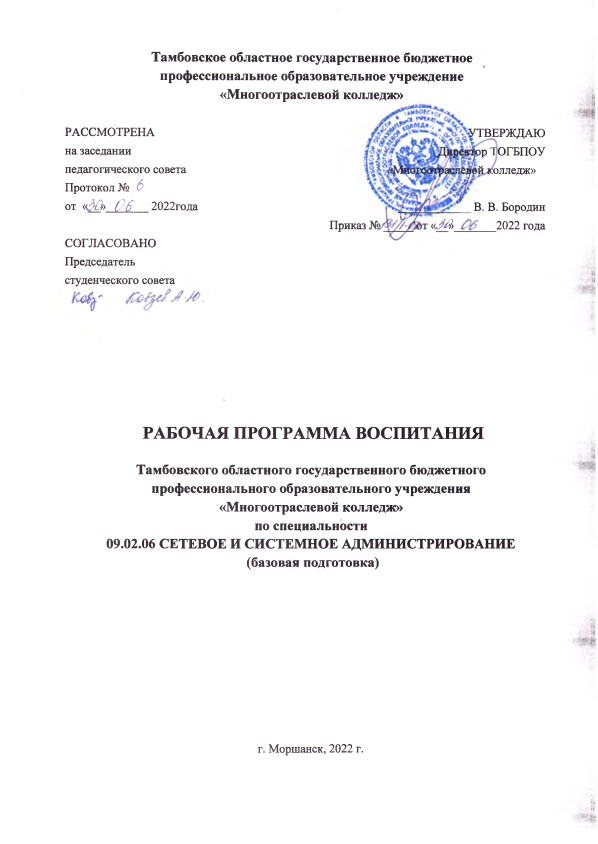 Тамбовское областное государственное бюджетное
профессиональное образовательное учреждение
«Многоотраслевой колледж»
РАССМОТРЕНА
на заседании
педагогического совета
Протокол № 6
от «30» 06 2022года
УТВЕРЖДАЮ
Директор ТОГБПОУ
«Многоотраслевой колледж»
В. В. Бородин
Приказ № от «30» 06 2022 года
СОГЛАСОВАНО
Председатель
студенческого совета
Кобзев А.Ю.
РАБОЧАЯ ПРОГРАММА ВОСПИТАНИЯ
Тамбовского областного государственного бюджетного
профессионального образовательного учреждения
«Многоотраслевой колледж»
по специальности
09.02.06 СЕТЕВОЕ И СИСТЕМНОЕ АДМИНИСТРИРОВАНИЕ
(базовая подготовка)
г. Моршанск, 2022 г.